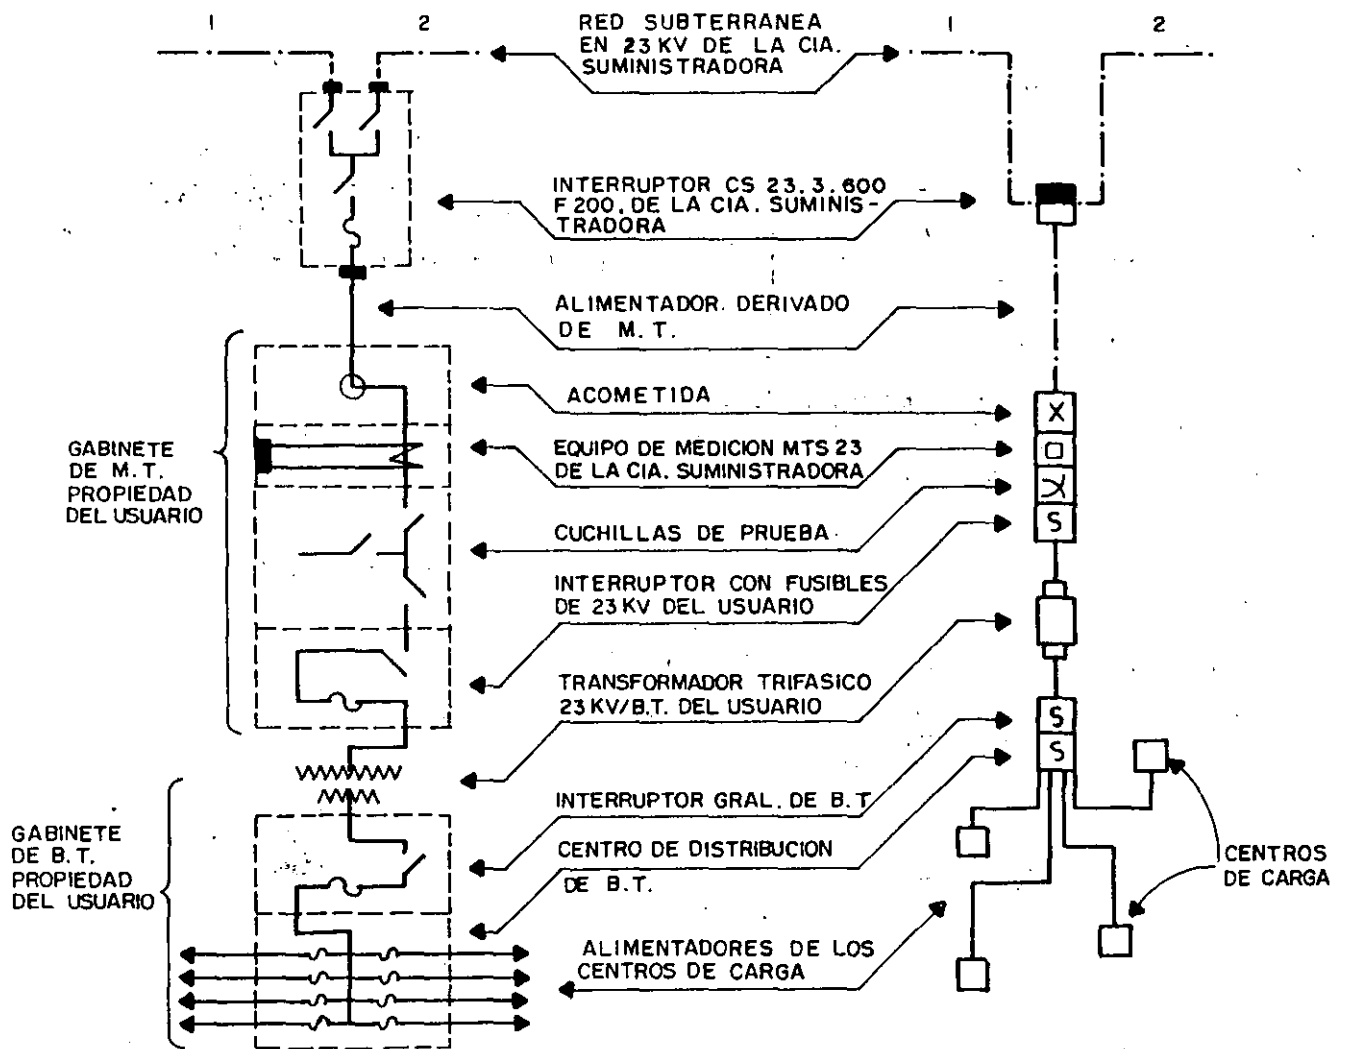 1
2
RED SUBTERRANEA
EN 23 KV DE LA CIA.
SUMINISTRADORA
1
2
INTERRUPTOR CS 23.3.600
F 200. DE LA CIA. SUMINIS-
TRADORA
ALIMENTADOR. DERIVADO
DE M.T.
ACOMETIDA
X
GABINETE
DE M.T.
PROPIEDAD
DEL USUARIO
EQUIPO DE MEDICION MTS 23
DE LA CIA. SUMINISTRADORA
CUCHILLAS DE PRUEBA
S
INTERRUPTOR CON FUSIBLES
DE 23 KV DEL USUARIO
TRANSFORMADOR TRIFASICO
23 KV/B.T. DEL USUARIO
S
S
INTERRUPTOR GRAL. DE B.T
GABINETE
DE B.T.
PROPIEDAD
DEL USUARIO
CENTRO DE DISTRIBUCION
DE B.T.
CENTROS
DE CARGA
ALIMENTADORES DE LOS
CENTROS DE CARGA